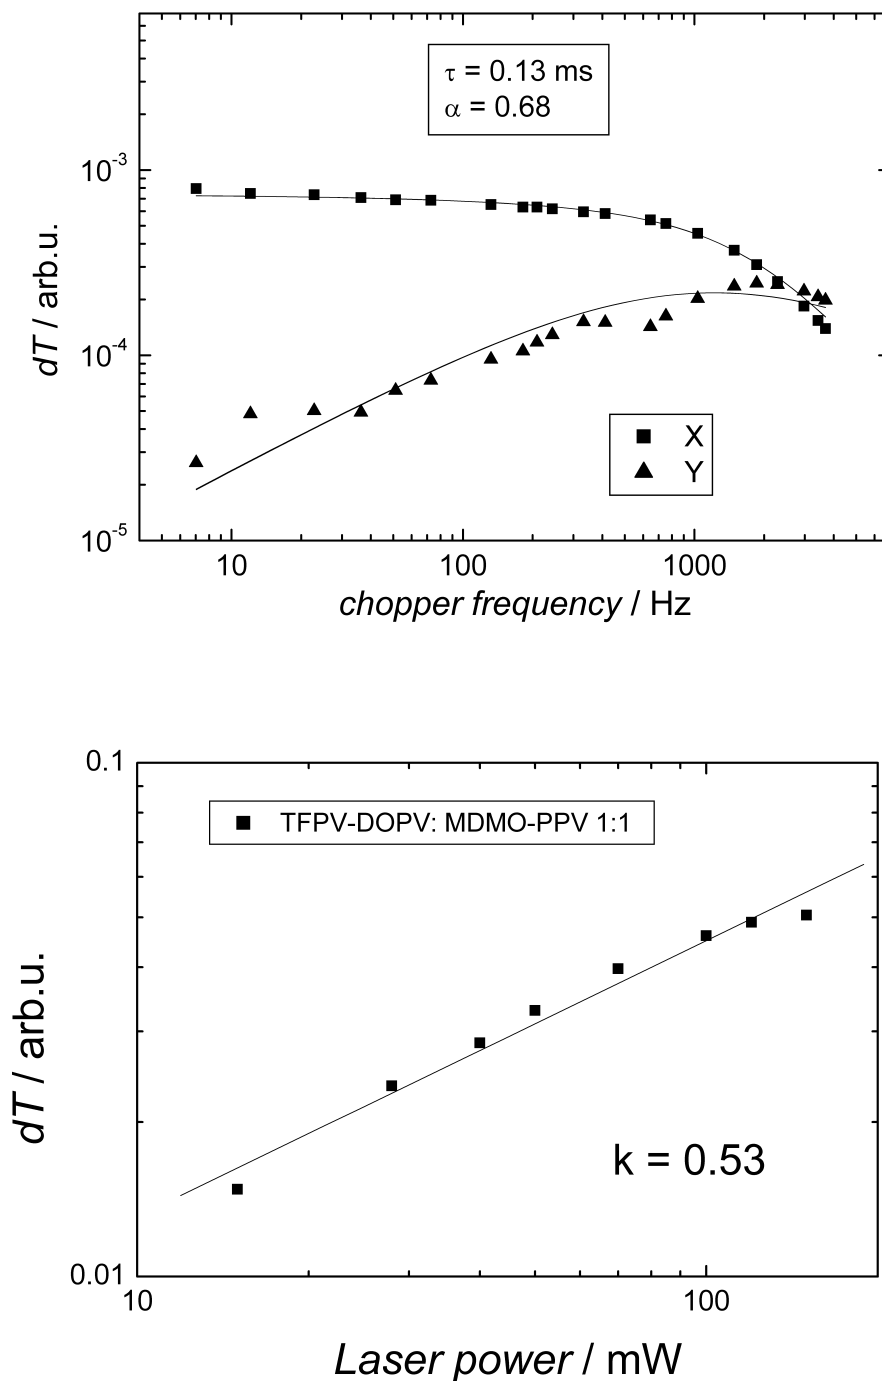 τ = 0.13 ms
α = 0.68
10-3
10-4
10-5
dT / arb.u.
X
Y
10 100 1000
chopper frequency / Hz
0.1
TFPV-DOPV: MDMO-PPV 1:1
dT / arb.u.
k = 0.53
0.01
10 100
Laser power / mW